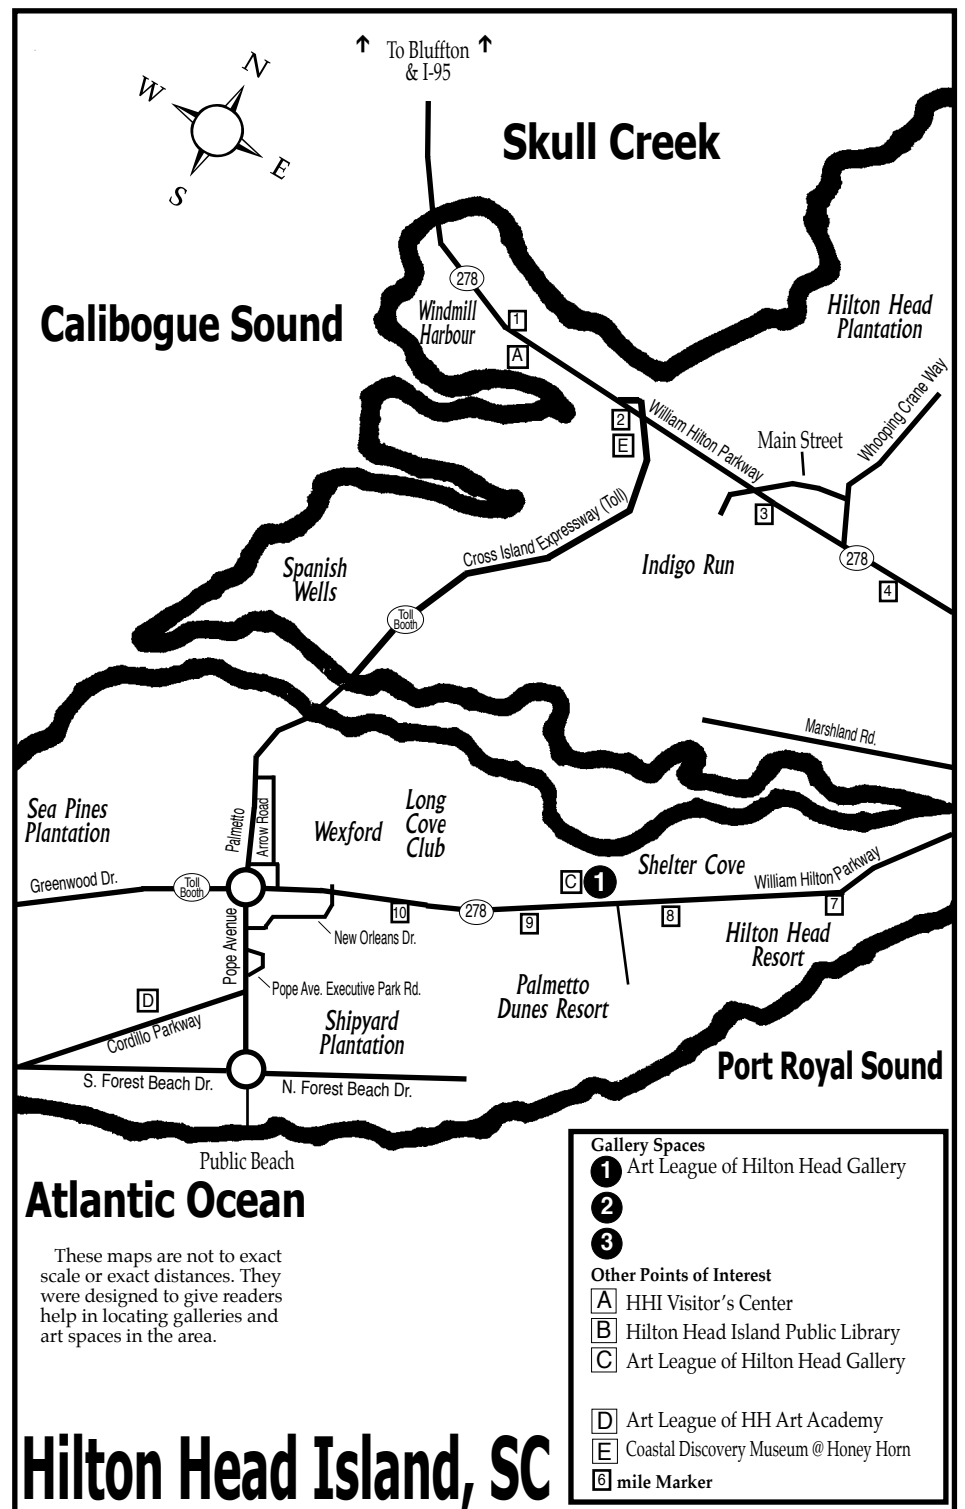 To Bluffton
& I-95
N
W
E
S
Skull Creek
278
Windmill
Harbour
Calibogue Sound
Hilton Head
Plantation
1
A
2
E
William Hilton Parkway
Main Street
Whooping Crane Way
3
Cross Island Expressway (Toll)
Indigo Run
278
4
Spanish
Wells
Toll
Booth
Marshland Rd.
Sea Pines
Plantation
Palmetto
Arrow Road
Wexford
Long
Cove
Club
Shelter Cove
C
1
William Hilton Parkway
Greenwood Dr.
Toll
Booth
10
278
9
8
7
New Orleans Dr.
Pope Avenue
Hilton Head
Resort
Pope Ave. Executive Park Rd.
Palmetto
Dunes Resort
D
Cordillo Parkway
Shipyard
Plantation
S. Forest Beach Dr.
N. Forest Beach Dr.
Port Royal Sound
Public Beach
Atlantic Ocean
These maps are not to exact
scale or exact distances. They
were designed to give readers
help in locating galleries and
art spaces in the area.
Gallery Spaces
1 Art League of Hilton Head Gallery
2
3
Other Points of Interest
A HHI Visitor's Center
B Hilton Head Island Public Library
C Art League of Hilton Head Gallery
D Art League of HH Art Academy
E Coastal Discovery Museum @ Honey Horn
6 mile Marker
Hilton Head Island, SC